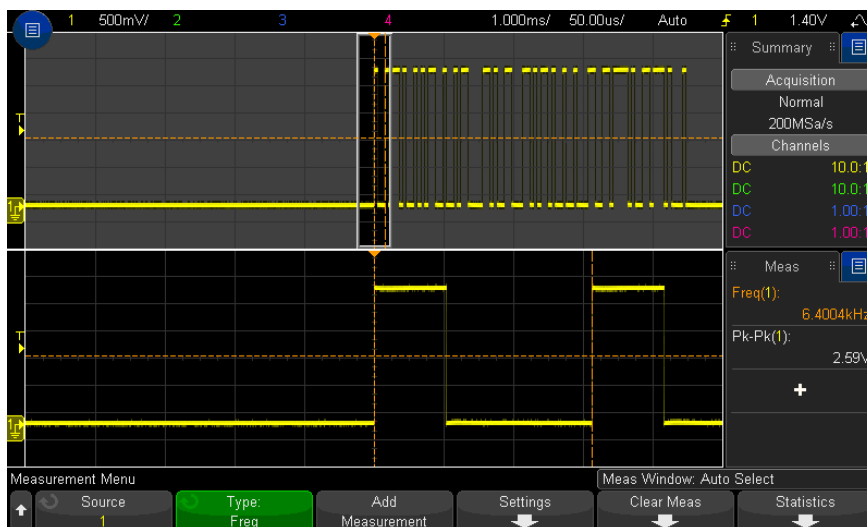 1 500mV/ 2 3 4 1.000ms/ 50.00us/ Auto 1 1.40V
Summary
Acquisition
Normal
200MSa/s
Channels
DC 10.0:1
DC 10.0:1
DC 1.00:1
DC 1.00:1
T
1
Meas
Freq(1):
6.4004kHz
Pk-Pk(1):
2.59V
+
T
1
Measurement Menu Meas Window: Auto Select
Source Type: Add Settings Clear Meas Statistics
1 Freq Measurement